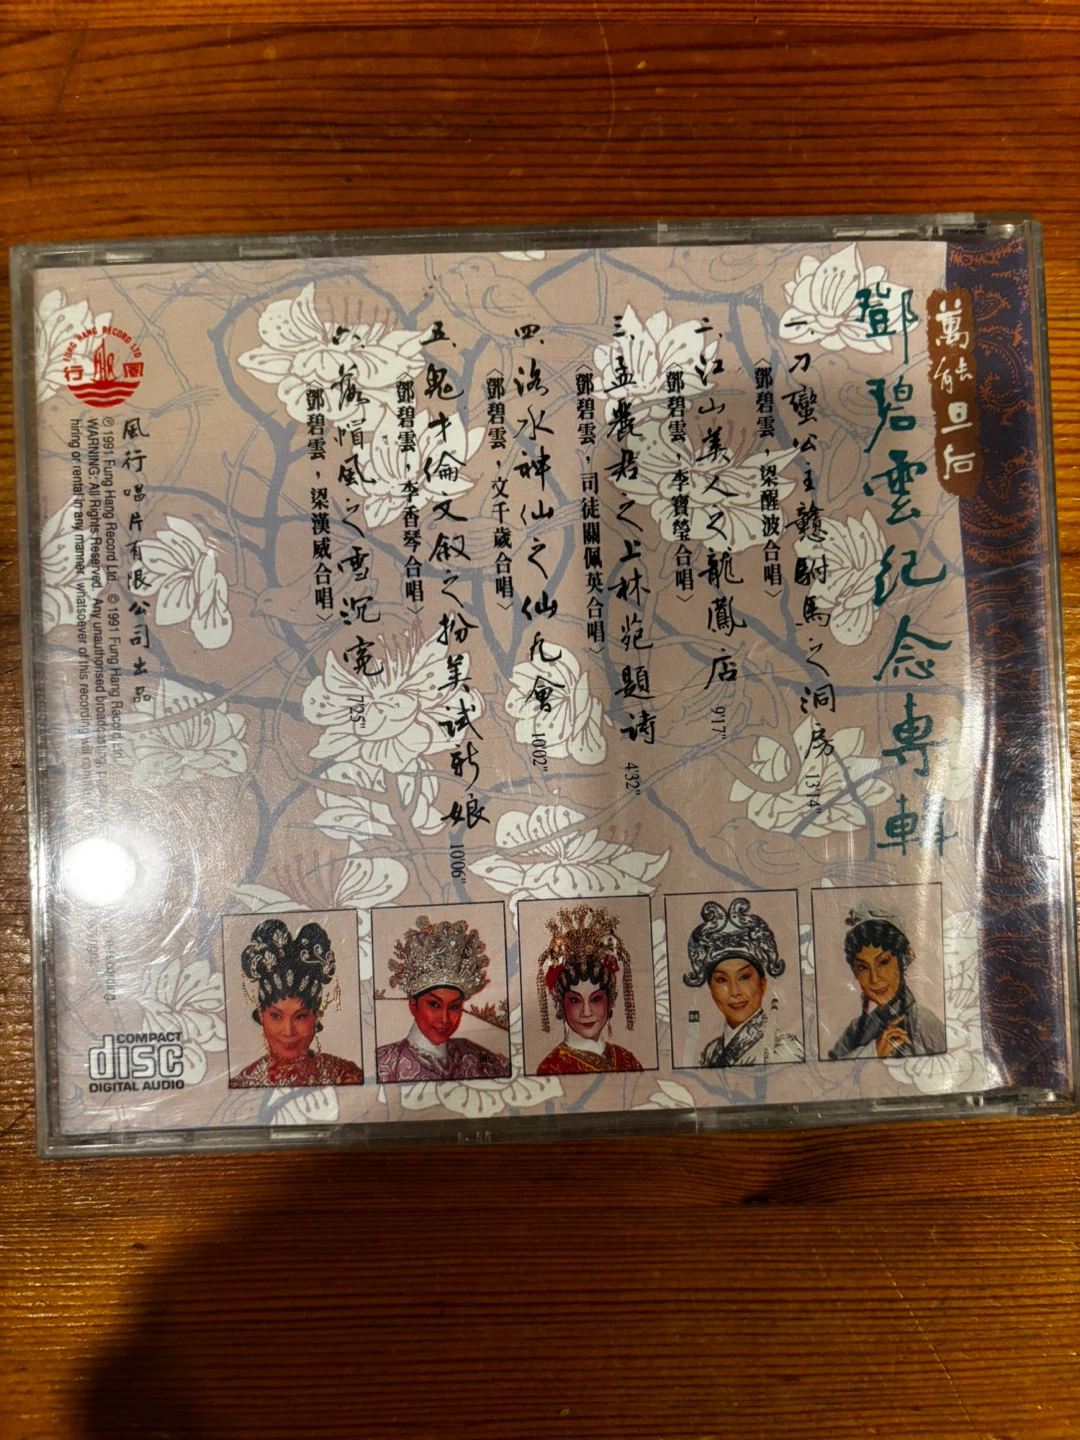 萬能旦后
鄧碧雲紀念專輯
一、刀蠻公主戇駙馬之洞房 13'14"
〈鄧碧雲，梁醒波合唱〉
二、江山美人之龍鳳店 9'17"
〈鄧碧雲，李寶瑩合唱〉
三、孟麗君之上林苑題詩 4'32"
〈鄧碧雲，司徒關佩英合唱〉
四、洛水神仙之仙凡會 10'02"
〈鄧碧雲，文千歲合唱〉
五、鬼才倫文敘之扮美試新娘 10'06"
〈鄧碧雲，李香琴合唱〉
六、落帽風之雪沉寃 7'25"
〈鄧碧雲，梁漢威合唱〉
FUNG HANG RECORD LTD
風行
風行唱片有限公司出品
℗ 1991 Fung Hang Record Ltd. © 1991 Fung Hang Record Ltd.
WARNING: All Rights Reserved. Any unauthorised broadcasting,
hiring or rental in any manner whatsoever of this recording will
COMPACT
disc
DIGITAL AUDIO